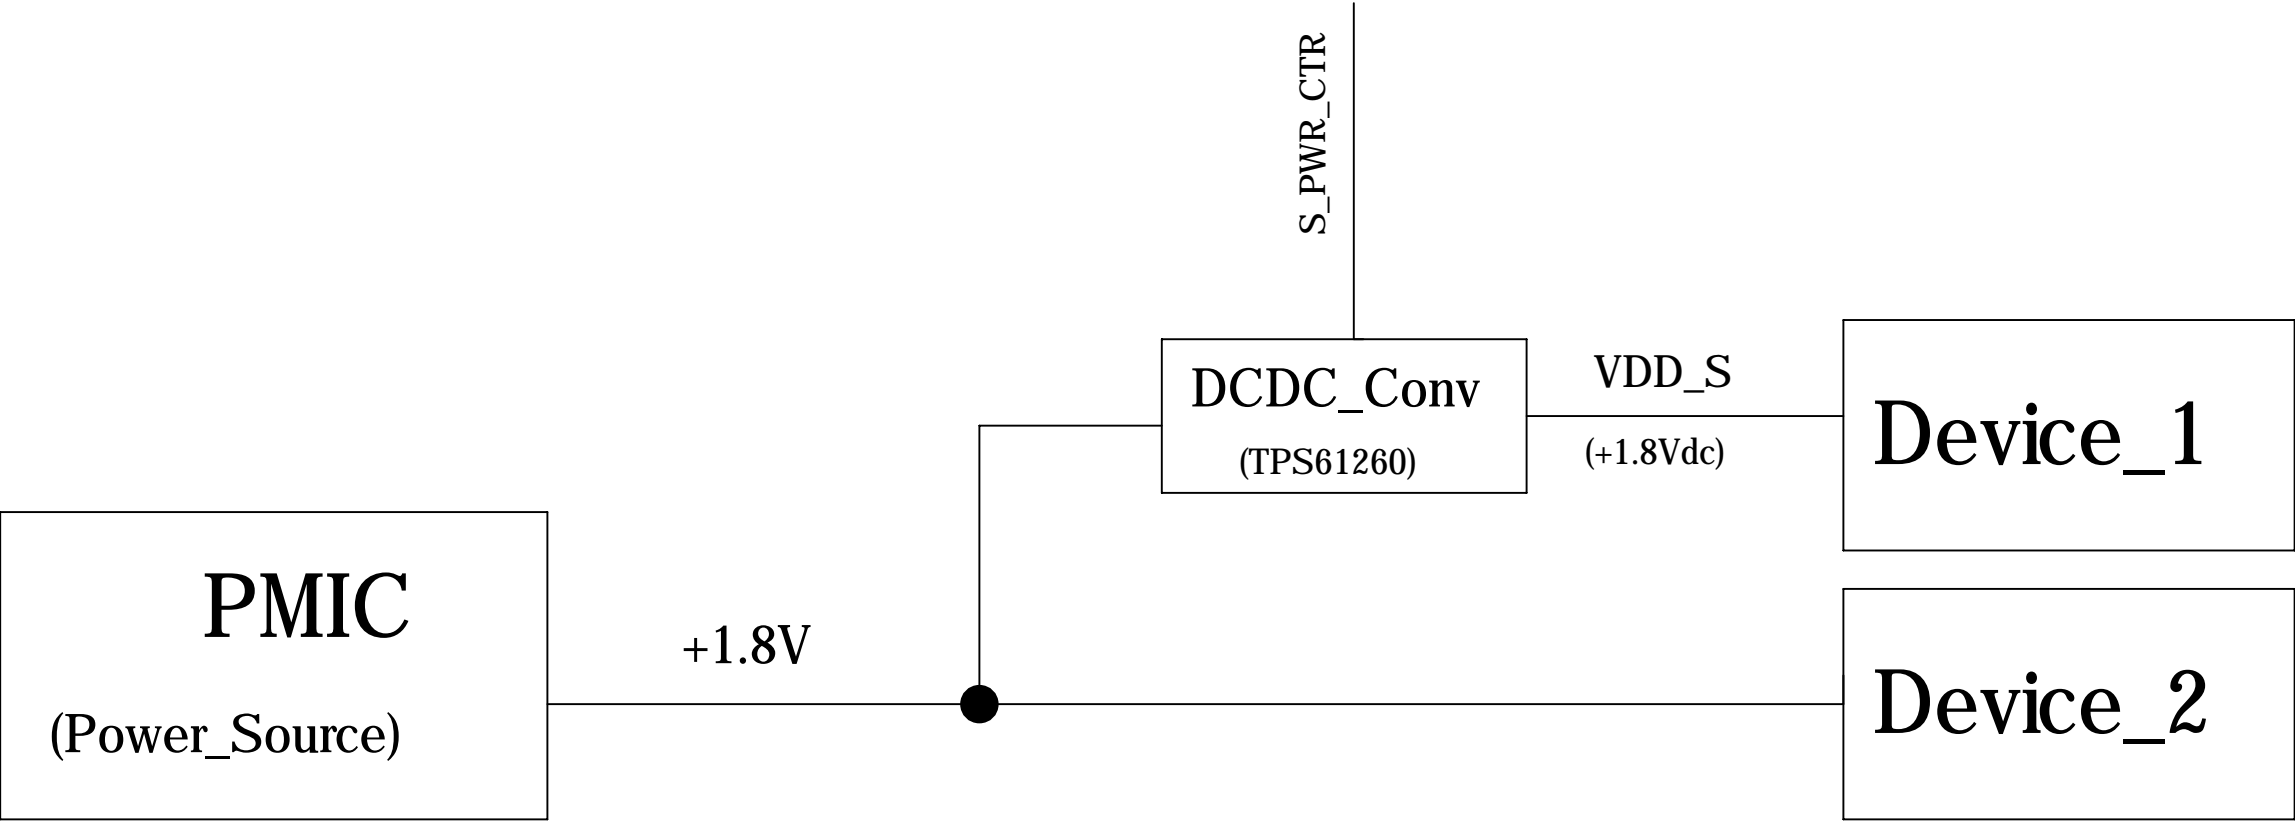 S_PWR_CTR
DCDC_Conv
(TPS61260)
VDD_S
(+1.8Vdc)
Device_1
PMIC
(Power_Source)
+1.8V
Device_2